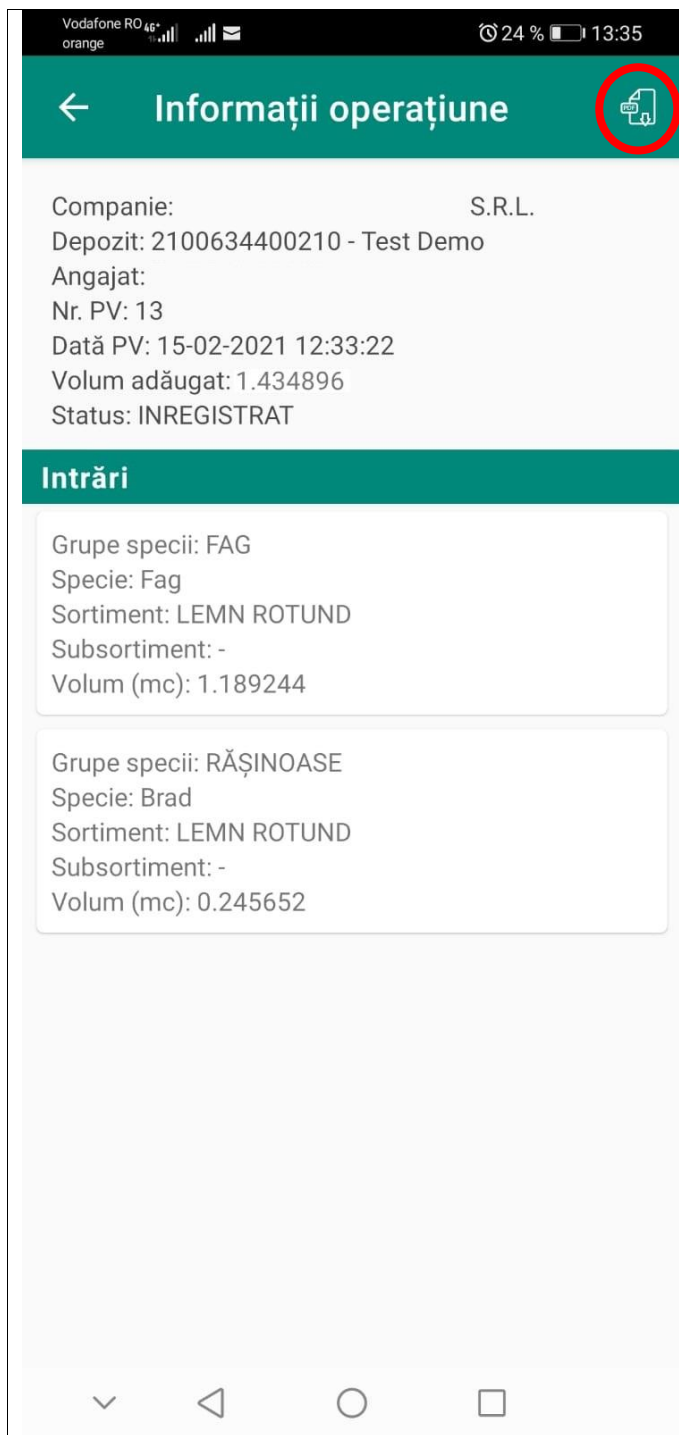 Vodafone RO 4G+
orange
24 % 13:35
Informații operațiune
PDF
Companie: S.R.L.
Depozit: 2100634400210 - Test Demo
Angajat:
Nr. PV: 13
Dată PV: 15-02-2021 12:33:22
Volum adăugat: 1.434896
Status: INREGISTRAT
Intrări
Grupe specii: FAG
Specie: Fag
Sortiment: LEMN ROTUND
Subsortiment: -
Volum (mc): 1.189244
Grupe specii: RĂȘINOASE
Specie: Brad
Sortiment: LEMN ROTUND
Subsortiment: -
Volum (mc): 0.245652